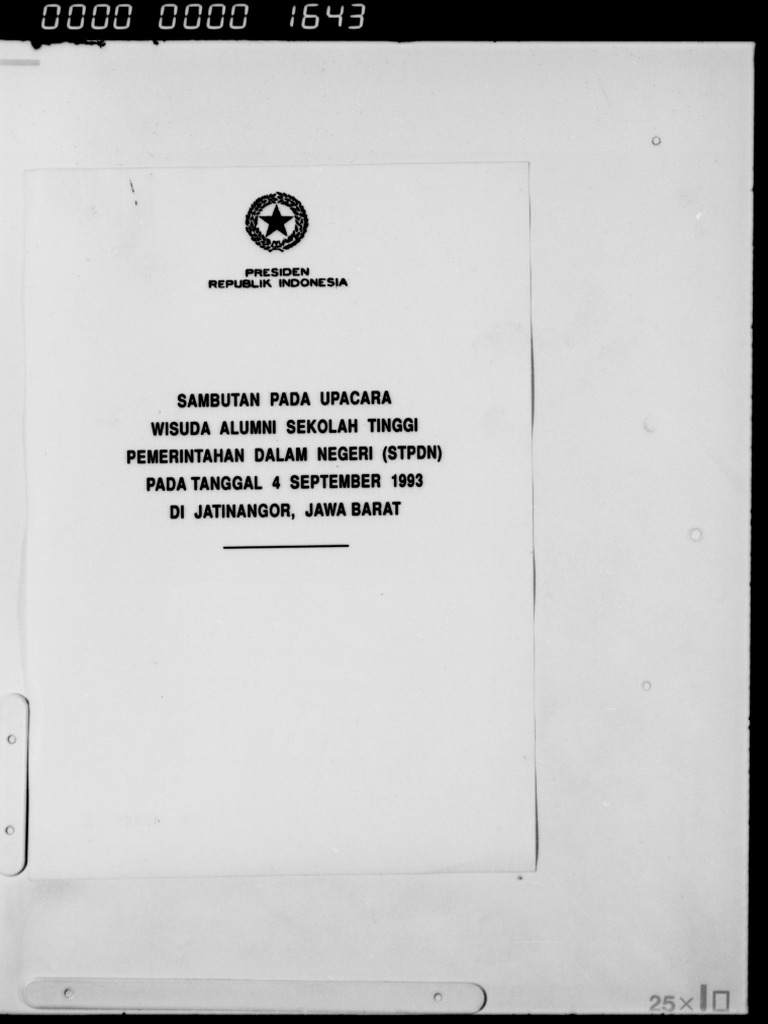 0000 0000 1643
PRESIDEN
REPUBLIK INDONESIA
SAMBUTAN PADA UPACARA
WISUDA ALUMNI SEKOLAH TINGGI
PEMERINTAHAN DALAM NEGERI (STPDN)
PADA TANGGAL 4 SEPTEMBER 1993
DI JATINANGOR, JAWA BARAT
25×